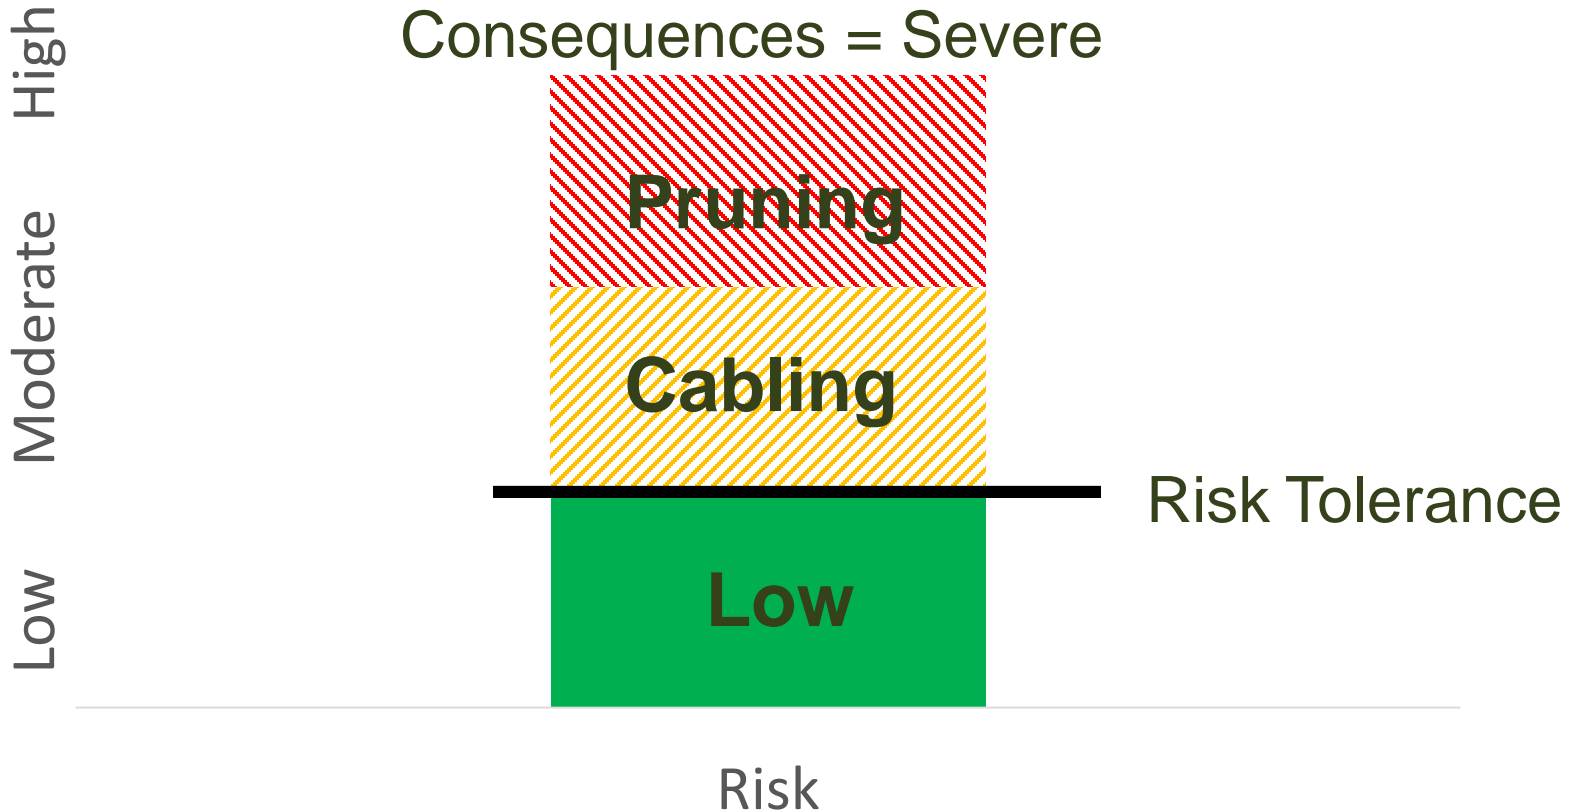 Consequences = Severe
High
Moderate
Low
Pruning
Cabling
Low
Risk Tolerance
Risk